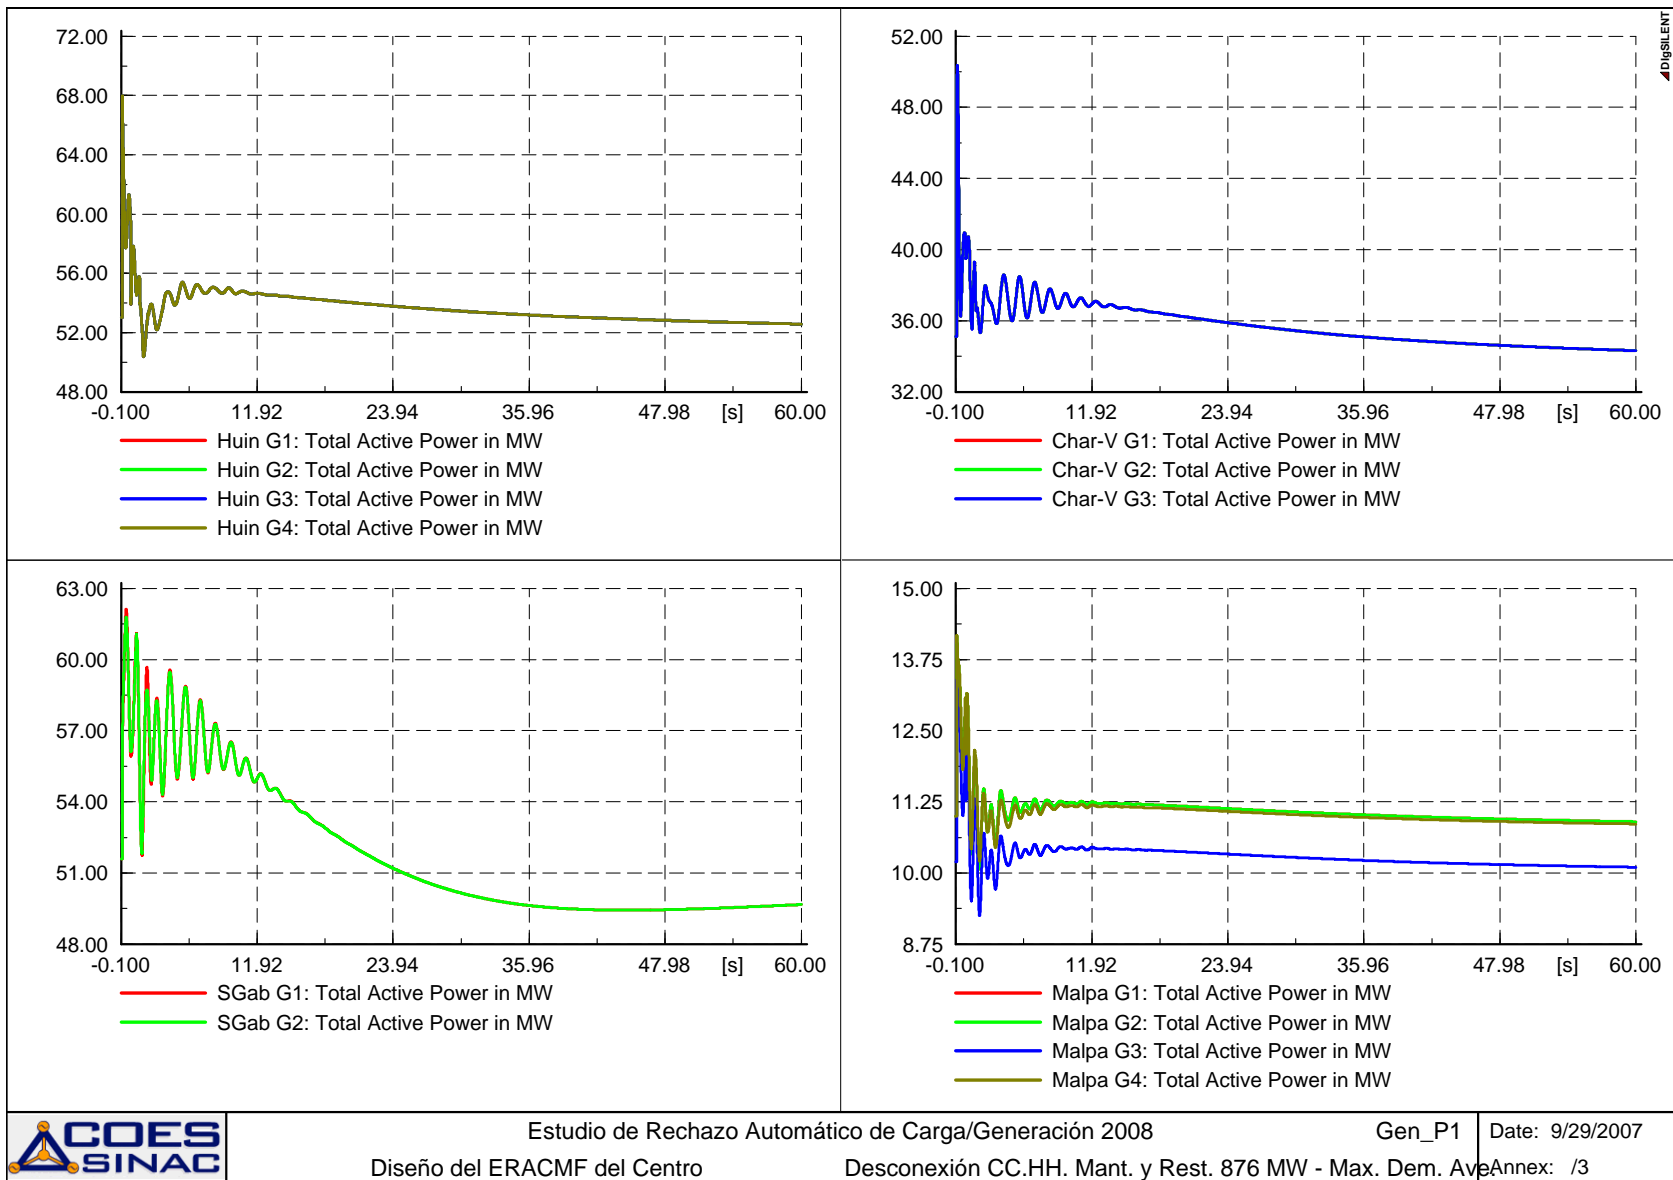 DIgSILENT
72.00
68.00
64.00
60.00
56.00
52.00
48.00
-0.100 11.92 23.94 35.96 47.98 [s] 60.00
Huin G1: Total Active Power in MW
Huin G2: Total Active Power in MW
Huin G3: Total Active Power in MW
Huin G4: Total Active Power in MW
52.00
48.00
44.00
40.00
36.00
32.00
-0.100 11.92 23.94 35.96 47.98 [s] 60.00
Char-V G1: Total Active Power in MW
Char-V G2: Total Active Power in MW
Char-V G3: Total Active Power in MW
63.00
60.00
57.00
54.00
51.00
48.00
-0.100 11.92 23.94 35.96 47.98 [s] 60.00
SGab G1: Total Active Power in MW
SGab G2: Total Active Power in MW
15.00
13.75
12.50
11.25
10.00
8.75
-0.100 11.92 23.94 35.96 47.98 [s] 60.00
Malpa G1: Total Active Power in MW
Malpa G2: Total Active Power in MW
Malpa G3: Total Active Power in MW
Malpa G4: Total Active Power in MW
COES
SINAC
Estudio de Rechazo Automático de Carga/Generación 2008 Gen_P1
Diseño del ERACMF del Centro Desconexión CC.HH. Mant. y Rest. 876 MW - Max. Dem. Ave.
Date: 9/29/2007
Annex: /3